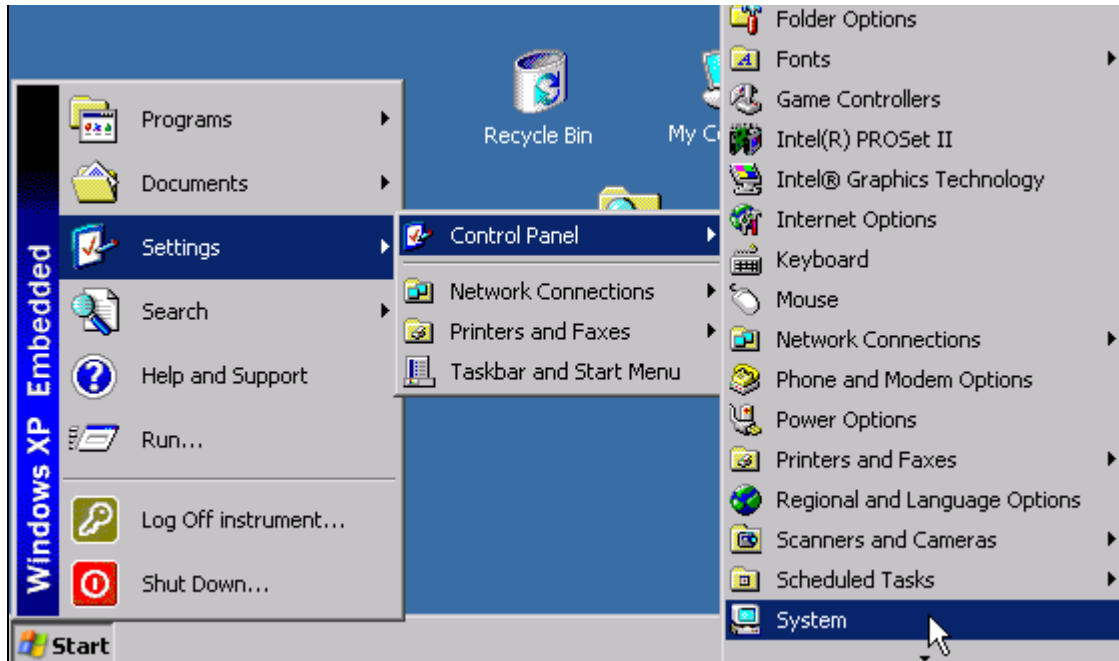 Recycle Bin
My C
Programs
Documents
Settings
Search
Help and Support
Run...
Log Off instrument...
Shut Down...
Windows XP Embedded
Start
Control Panel
Network Connections
Printers and Faxes
Taskbar and Start Menu
Folder Options
Fonts
Game Controllers
Intel(R) PROSet II
Intel® Graphics Technology
Internet Options
Keyboard
Mouse
Network Connections
Phone and Modem Options
Power Options
Printers and Faxes
Regional and Language Options
Scanners and Cameras
Scheduled Tasks
System